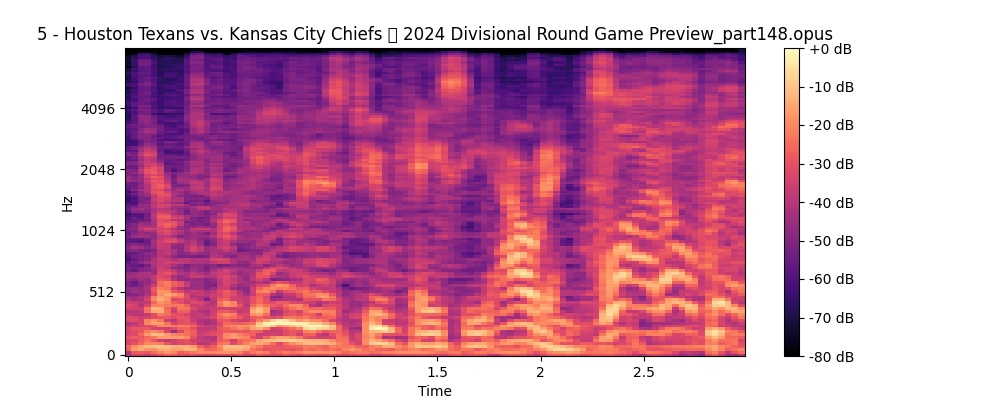 5 - Houston Texans vs. Kansas City Chiefs ▯ 2024 Divisional Round Game Preview_part148.opus
+0 dB
4096
-10 dB
-20 dB
2048
-30 dB
Hz
1024
-40 dB
-50 dB
512
-60 dB
-70 dB
0
-80 dB
0 0.5 1 1.5 2 2.5
Time